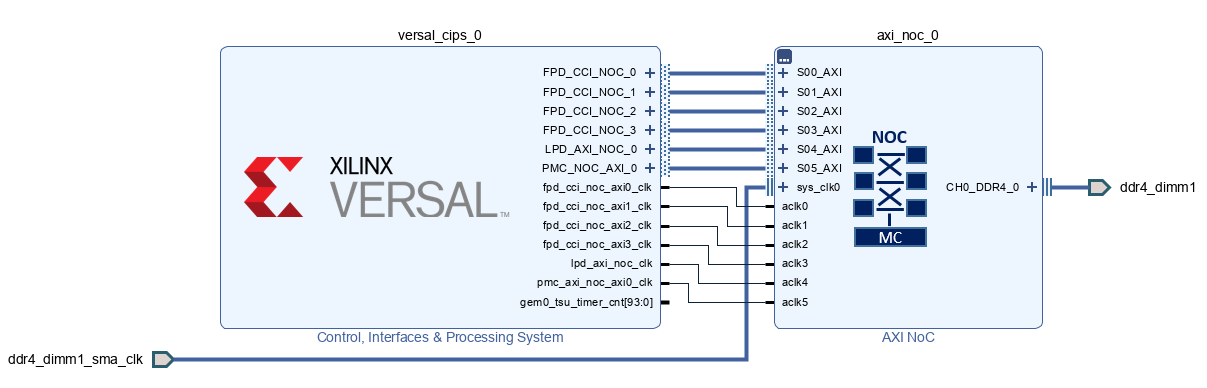 versal_cips_0
FPD_CCI_NOC_0
FPD_CCI_NOC_1
FPD_CCI_NOC_2
FPD_CCI_NOC_3
LPD_AXI_NOC_0
PMC_NOC_AXI_0
fpd_cci_noc_axi0_clk
fpd_cci_noc_axi1_clk
fpd_cci_noc_axi2_clk
fpd_cci_noc_axi3_clk
lpd_axi_noc_clk
pmc_axi_noc_axi0_clk
gem0_tsu_timer_cnt[93:0]
XILINX
VERSAL™
Control, Interfaces & Processing System
axi_noc_0
S00_AXI
S01_AXI
S02_AXI
S03_AXI
S04_AXI
S05_AXI
sys_clk0
aclk0
aclk1
aclk2
aclk3
aclk4
aclk5
NOC
MC
CH0_DDR4_0
AXI NoC
ddr4_dimm1
ddr4_dimm1_sma_clk